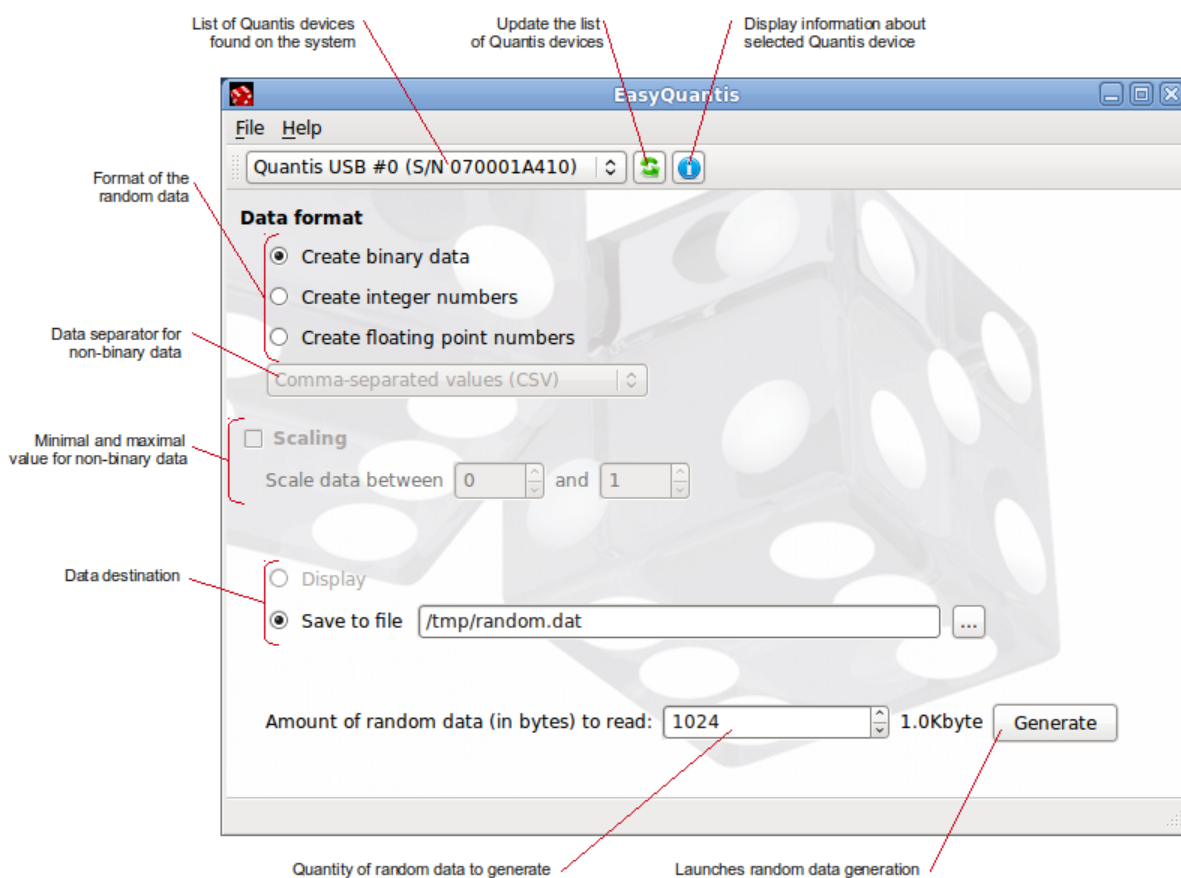 List of Quantis devices
found on the system
Update the list
of Quantis devices
Display information about
selected Quantis device
EasyQuantis
File Help
Quantis USB #0 (S/N 070001A410)
Format of the
random data
Data format
Create binary data
Create integer numbers
Create floating point numbers
Data separator for
non-binary data
Comma-separated values (CSV)
Minimal and maximal
value for non-binary data
Scaling
Scale data between 0 and 1
Data destination
Display
Save to file /tmp/random.dat ...
Amount of random data (in bytes) to read: 1024 1.0Kbyte Generate
Quantity of random data to generate
Launches random data generation